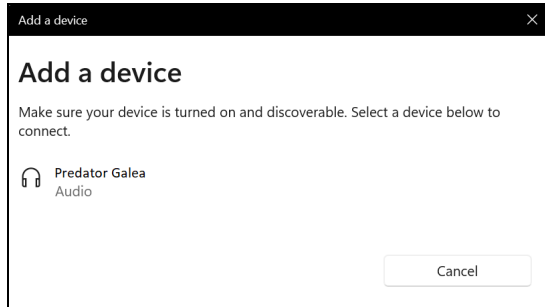 Add a device
Add a device
Make sure your device is turned on and discoverable. Select a device below to
connect.
Predator Galea
Audio
Cancel